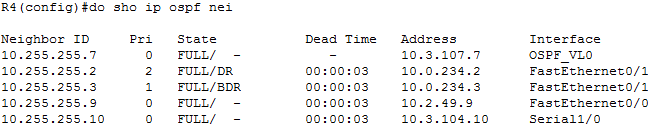 R4(config)#do sho ip ospf nei
Neighbor ID     Pri   State           Dead Time   Address         Interface
10.255.255.7      0   FULL/  -           -        10.3.107.7      OSPF_VL0
10.255.255.2      2   FULL/DR         00:00:03    10.0.234.2      FastEthernet0/1
10.255.255.3      1   FULL/BDR        00:00:03    10.0.234.3      FastEthernet0/1
10.255.255.9      0   FULL/  -        00:00:03    10.2.49.9       FastEthernet0/0
10.255.255.10     0   FULL/  -        00:00:03    10.3.104.10     Serial1/0